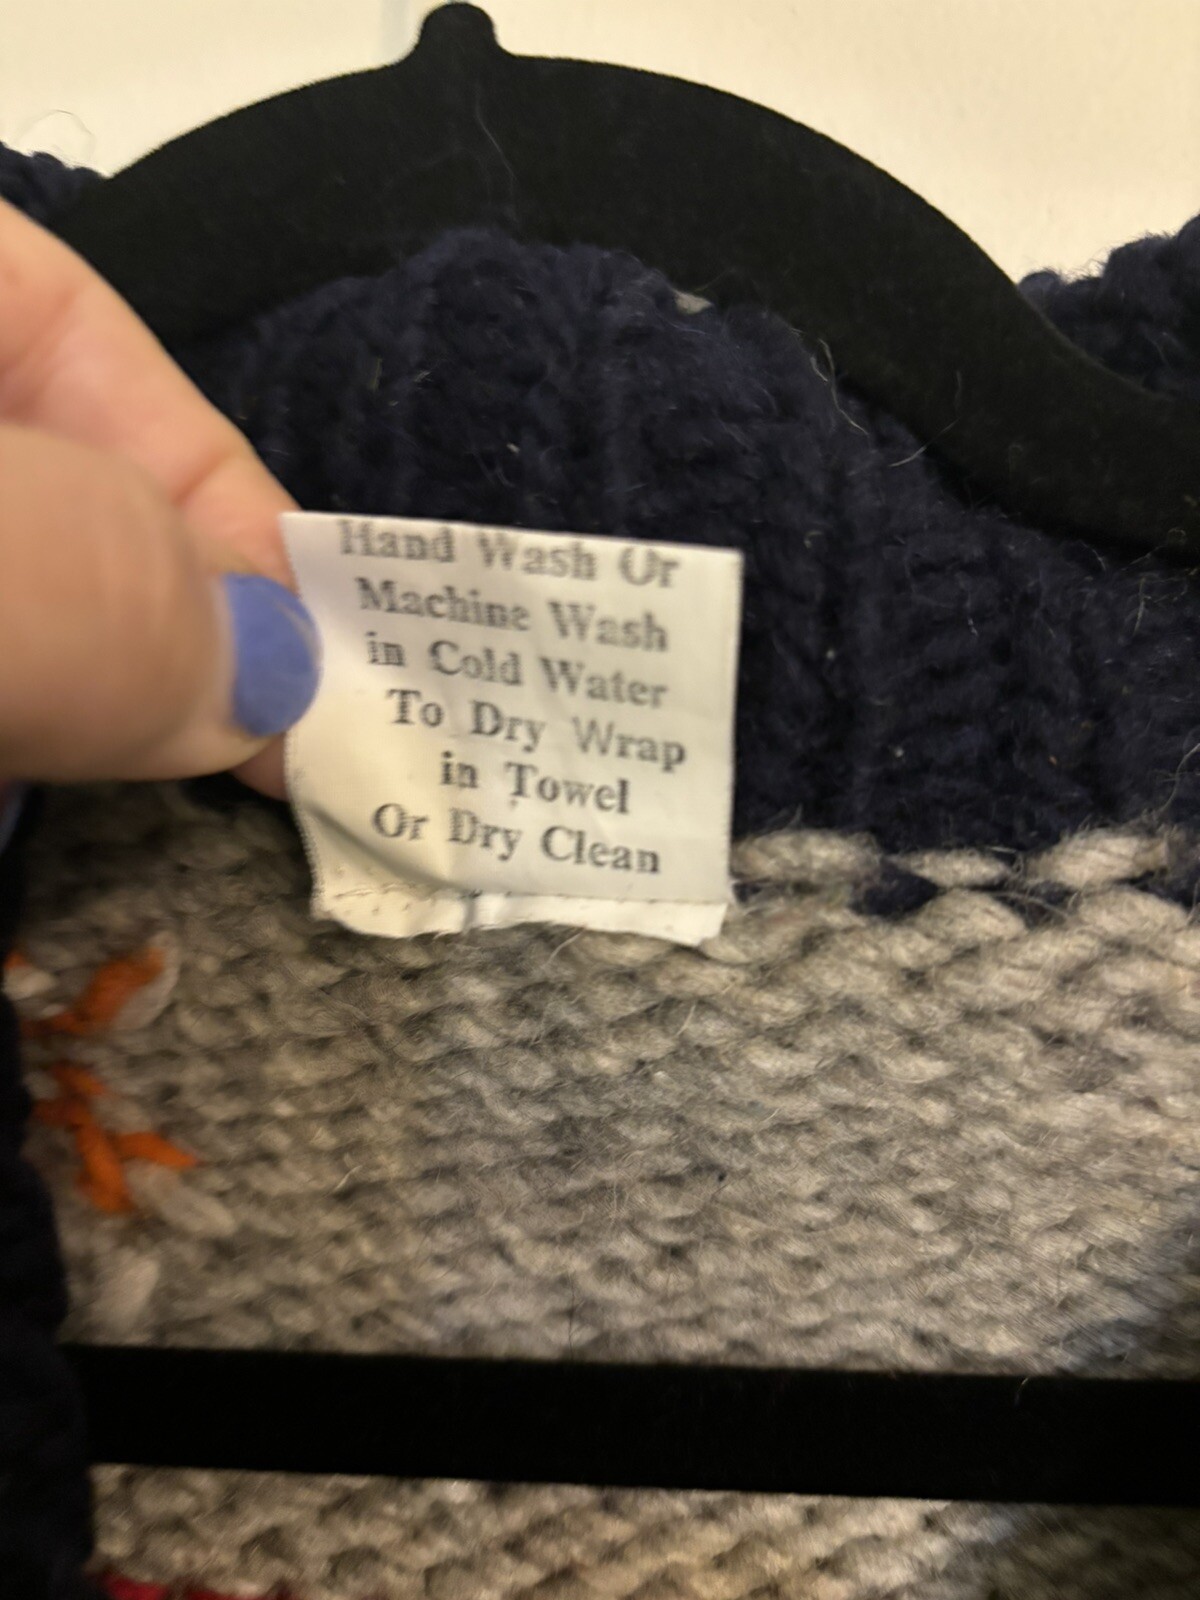 Hand Wash Or
Machine Wash
in Cold Water
To Dry Wrap
in Towel
Or Dry Clean